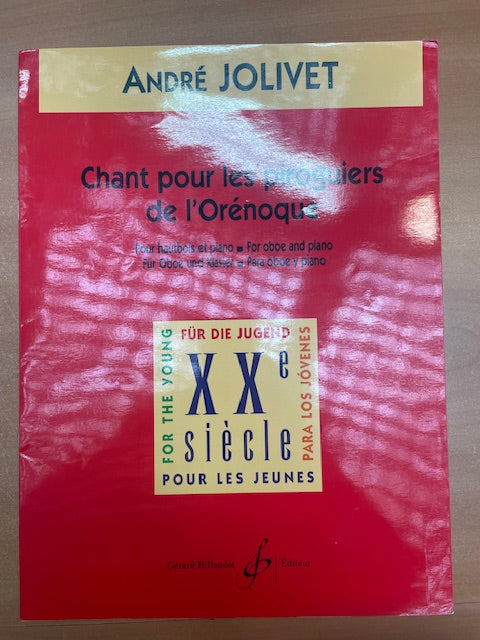 ANDRÉ JOLIVET
Chant pour les piroguiers
de l'Orénoque
Pour hautbois et piano ■ For oboe and piano
Für Oboe und Klavier ■ Para oboe y piano
FÜR DIE JUGEND
FOR THE YOUNG
XXe
siècle
PARA LOS JÓVENES
POUR LES JEUNES
Gérard Billaudot Éditeur